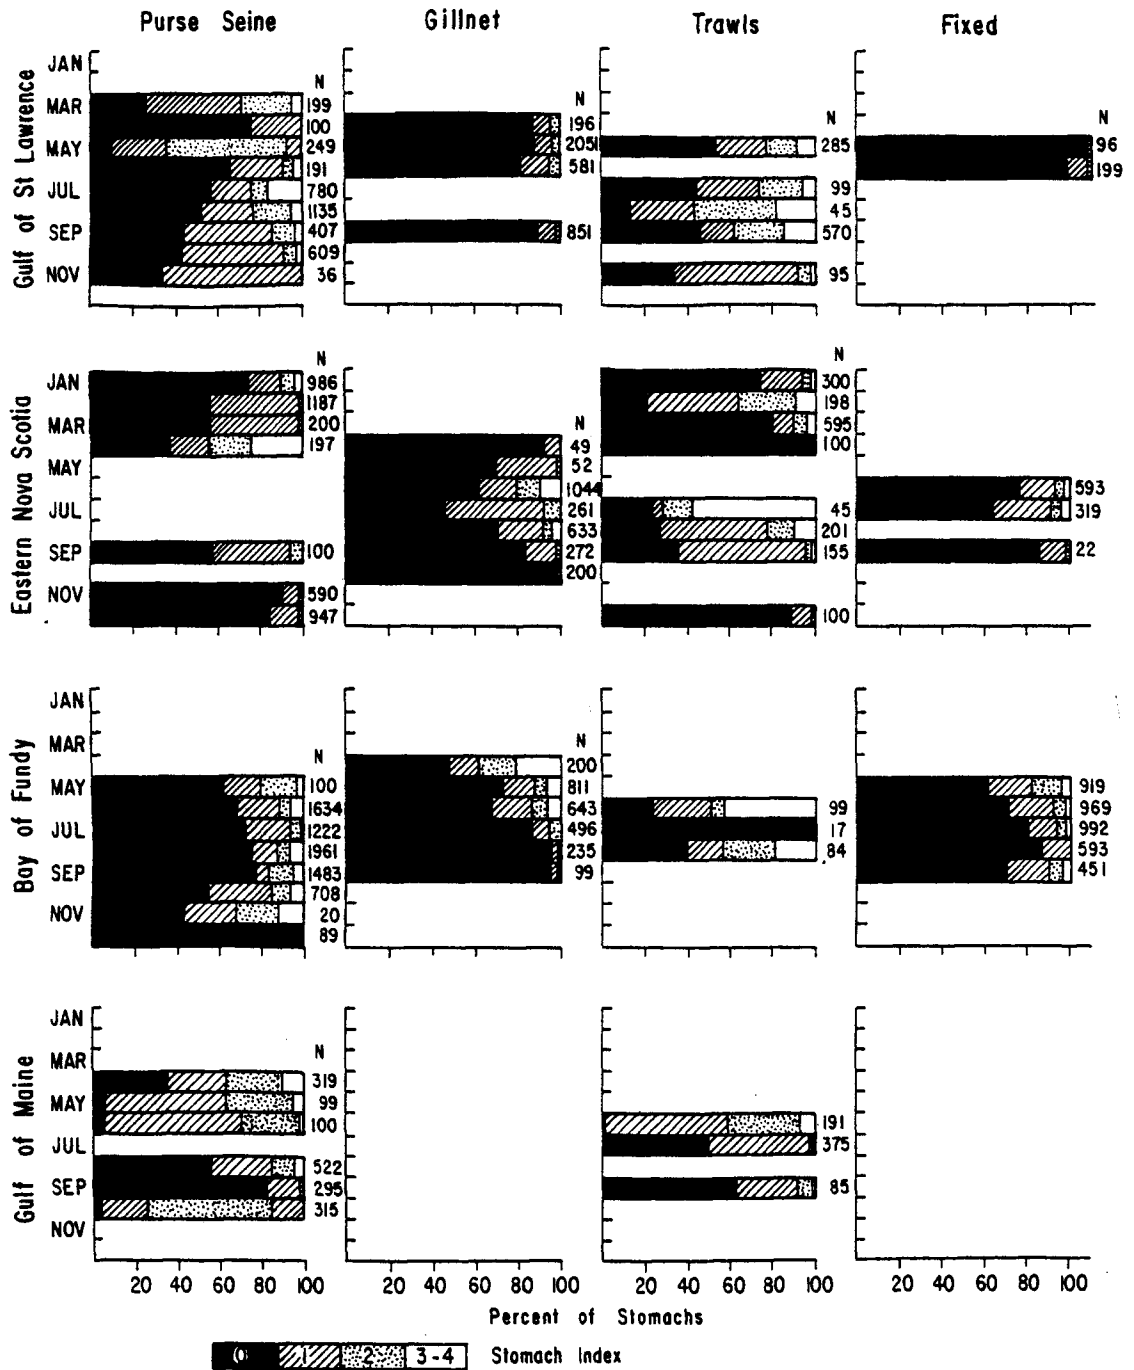 Purse Seine Gillnet Trawls Fixed
Gulf of St Lawrence
JAN
MAR
MAY
JUL
SEP
NOV
N
199
100
249
191
780
1135
407
609
36
N
196
2051
581
851
N
285
99
45
570
95
N
96
199
Eastern Nova Scotia
JAN
MAR
MAY
JUL
SEP
NOV
N
986
1187
200
197
100
590
947
N
49
52
1044
261
633
272
200
N
300
198
595
100
45
201
155
100
593
319
22
Bay of Fundy
JAN
MAR
MAY
JUL
SEP
NOV
N
100
1634
1222
1961
1483
708
20
89
N
200
811
643
496
235
99
99
17
84
919
969
992
593
451
Gulf of Maine
JAN
MAR
MAY
JUL
SEP
NOV
N
319
99
100
522
295
315
191
375
85
20 40 60 80 100 20 40 60 80 100 20 40 60 80 100 20 40 60 80 100
Percent of Stomachs
0 1 2 3-4 Stomach Index